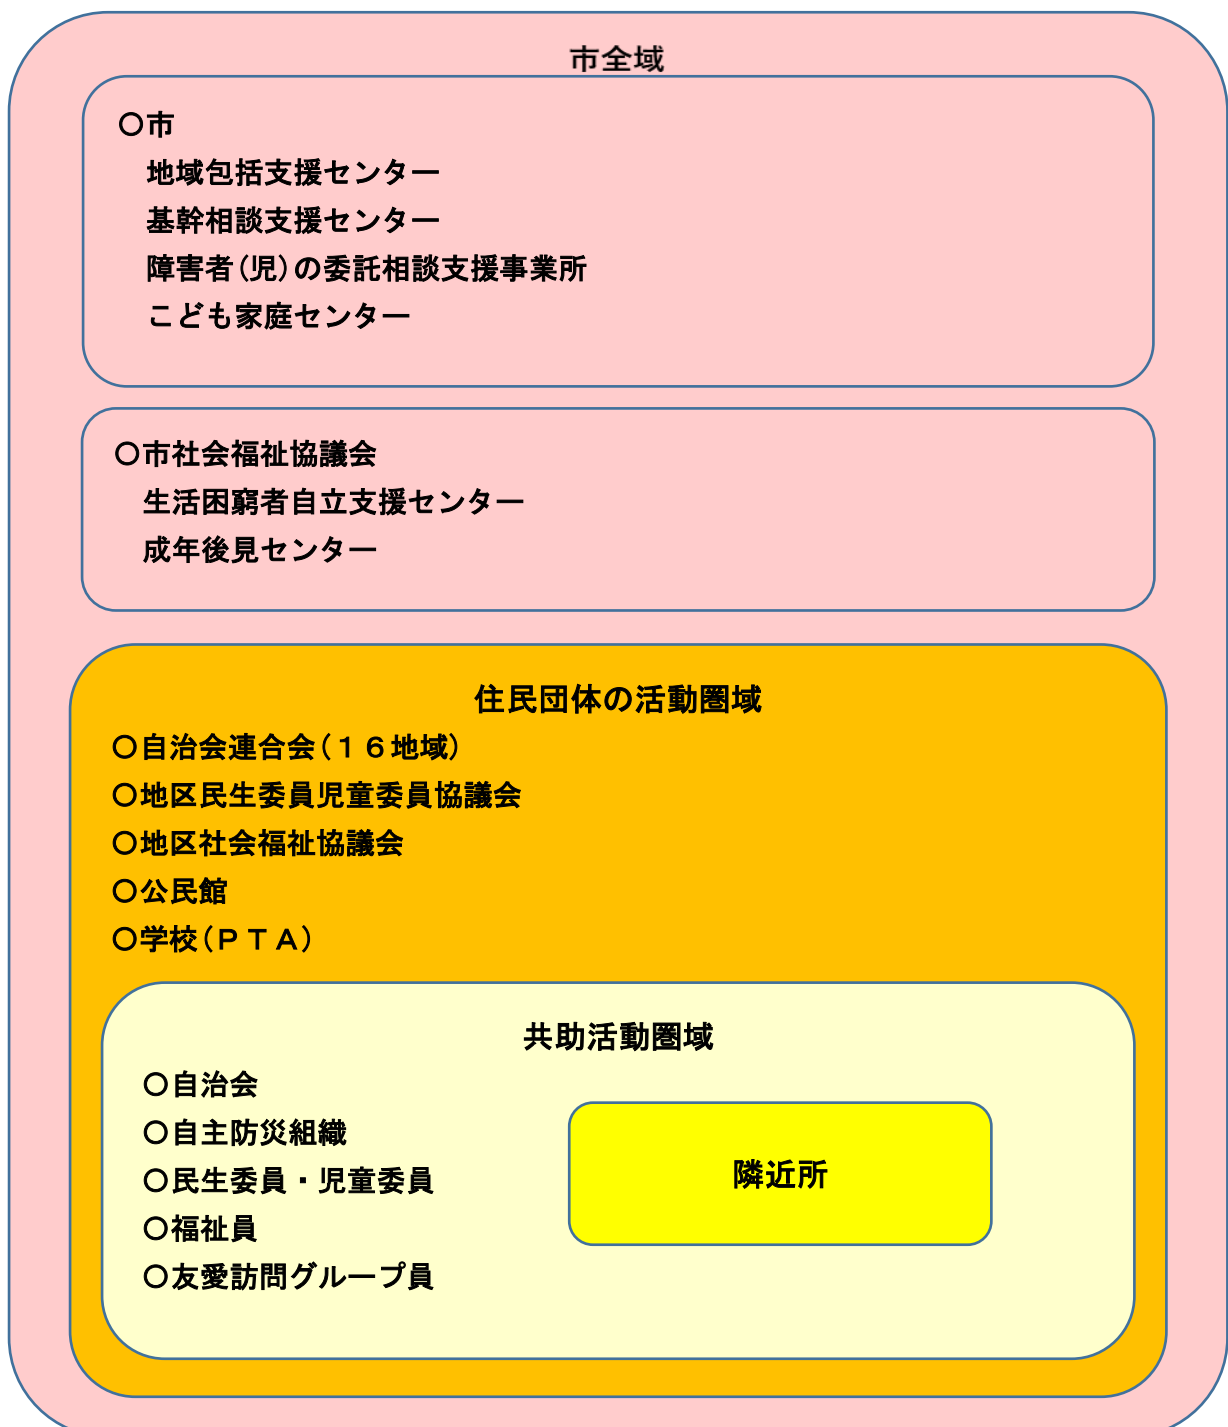 市全域
○市
地域包括支援センター
基幹相談支援センター
障害者(児)の委託相談支援事業所
こども家庭センター
○市社会福祉協議会
生活困窮者自立支援センター
成年後見センター
住民団体の活動圏域
○自治会連合会(16地域)
○地区民生委員児童委員協議会
○地区社会福祉協議会
○公民館
○学校(PTA)
共助活動圏域
○自治会
○自主防災組織
○民生委員・児童委員
○福祉員
○友愛訪問グループ員
隣近所